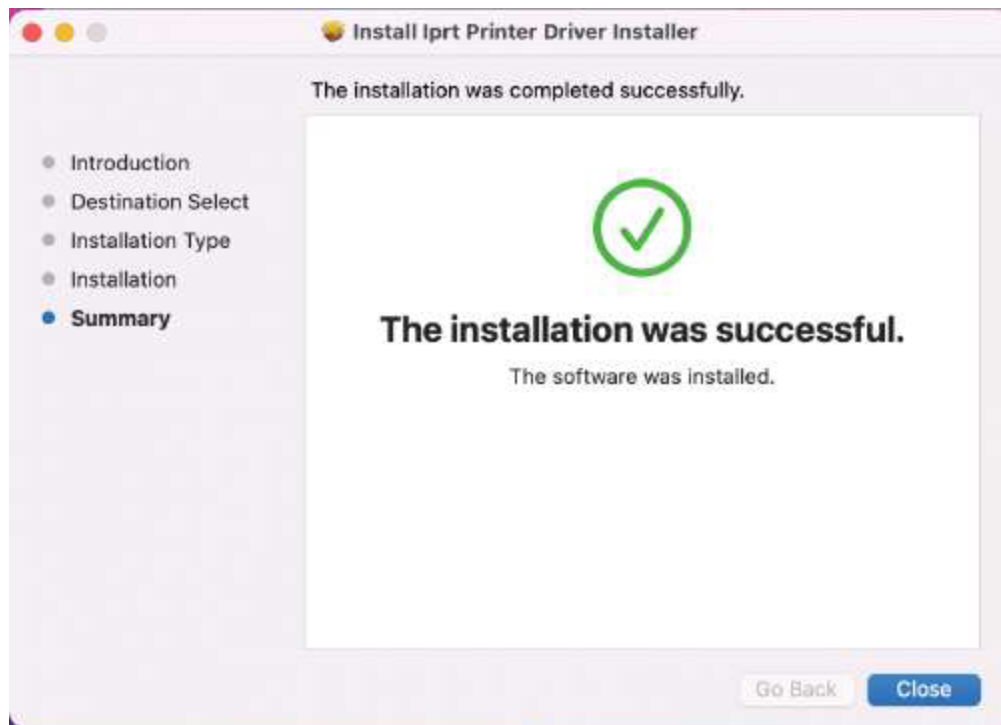 Install Iprt Printer Driver Installer
The installation was completed successfully.
Introduction
Destination Select
Installation Type
Installation
Summary
The installation was successful.
The software was installed.
Go Back
Close